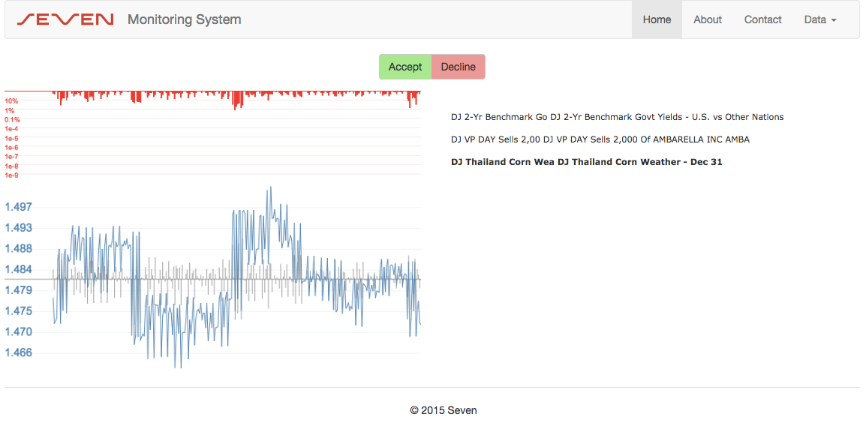 SEVEN Monitoring System Home About Contact Data
Accept Decline
10%
1%
0.1%
1e-4
1e-5
1e-6
1e-7
1e-8
1e-9
DJ 2-Yr Benchmark Go DJ 2-Yr Benchmark Govt Yields - U.S. vs Other Nations
DJ VP DAY Sells 2,00 DJ VP DAY Sells 2,000 Of AMBARELLA INC AMBA
DJ Thailand Corn Wea DJ Thailand Corn Weather - Dec 31
1.497
1.493
1.488
1.484
1.479
1.475
1.470
1.466
© 2015 Seven